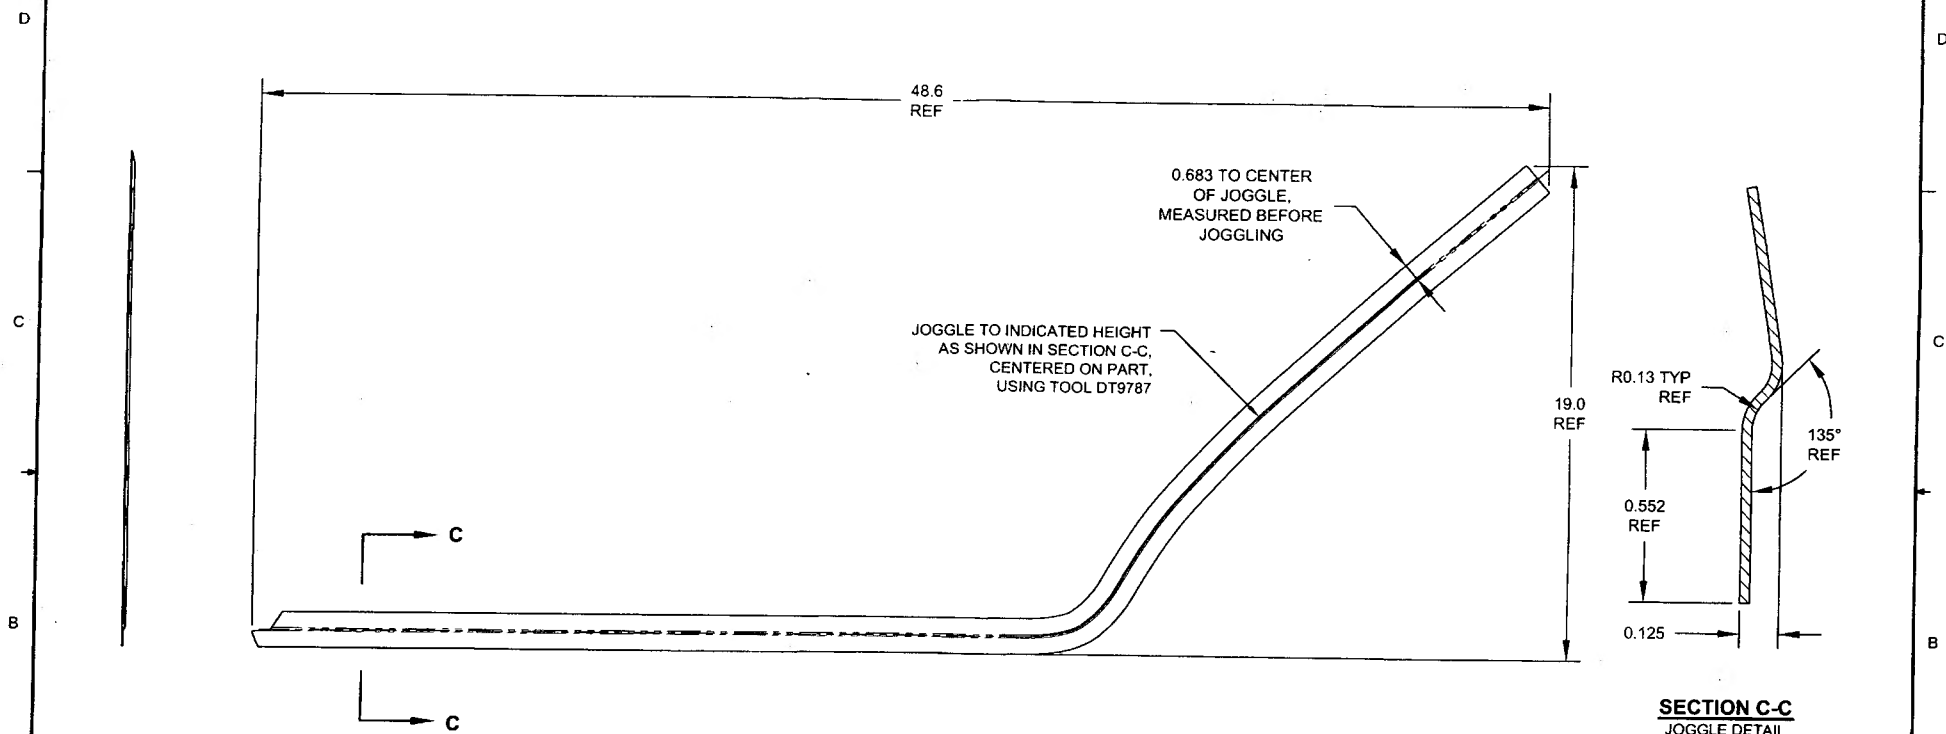 D
D
48.6
REF
0.683 TO CENTER
OF JOGGLE,
MEASURED BEFORE
JOGGLING
C
JOGGLE TO INDICATED HEIGHT
AS SHOWN IN SECTION C-C,
CENTERED ON PART,
USING TOOL DT9787
C
R0.13 TYP
REF
19.0
REF
135°
REF
0.552
REF
C
B
0.125
B
C
SECTION C-C
JOGGLE DETAIL